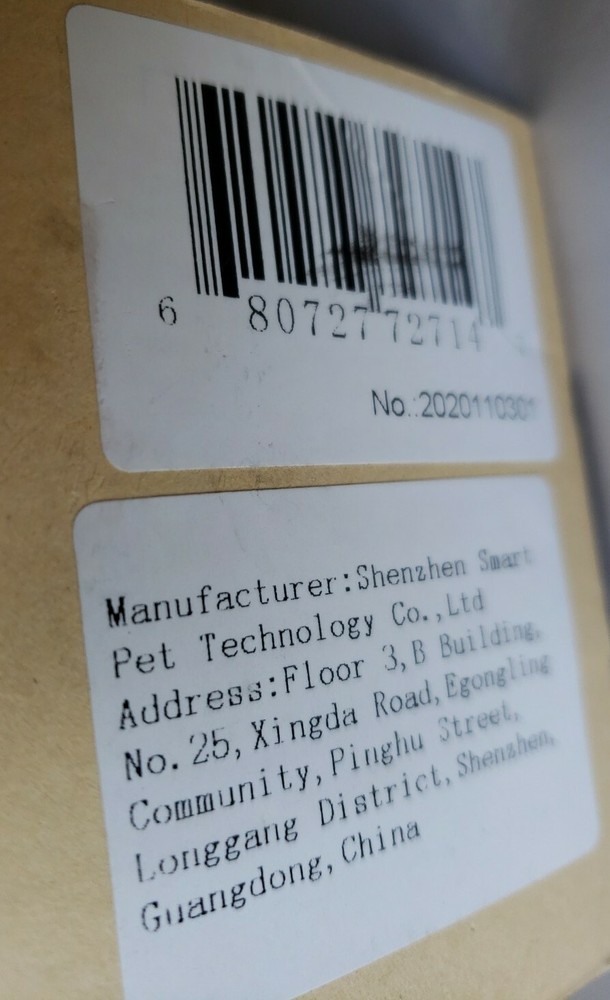 6 80727 72714
No.:2020110301
Manufacturer:Shenzhen Smart
Pet Technology Co.,Ltd
Address:Floor 3,B Building,
No.25,Xingda Road,Egongling
Community,Pinghu Street,
Longgang District,Shenzhen,
Guangdong,China